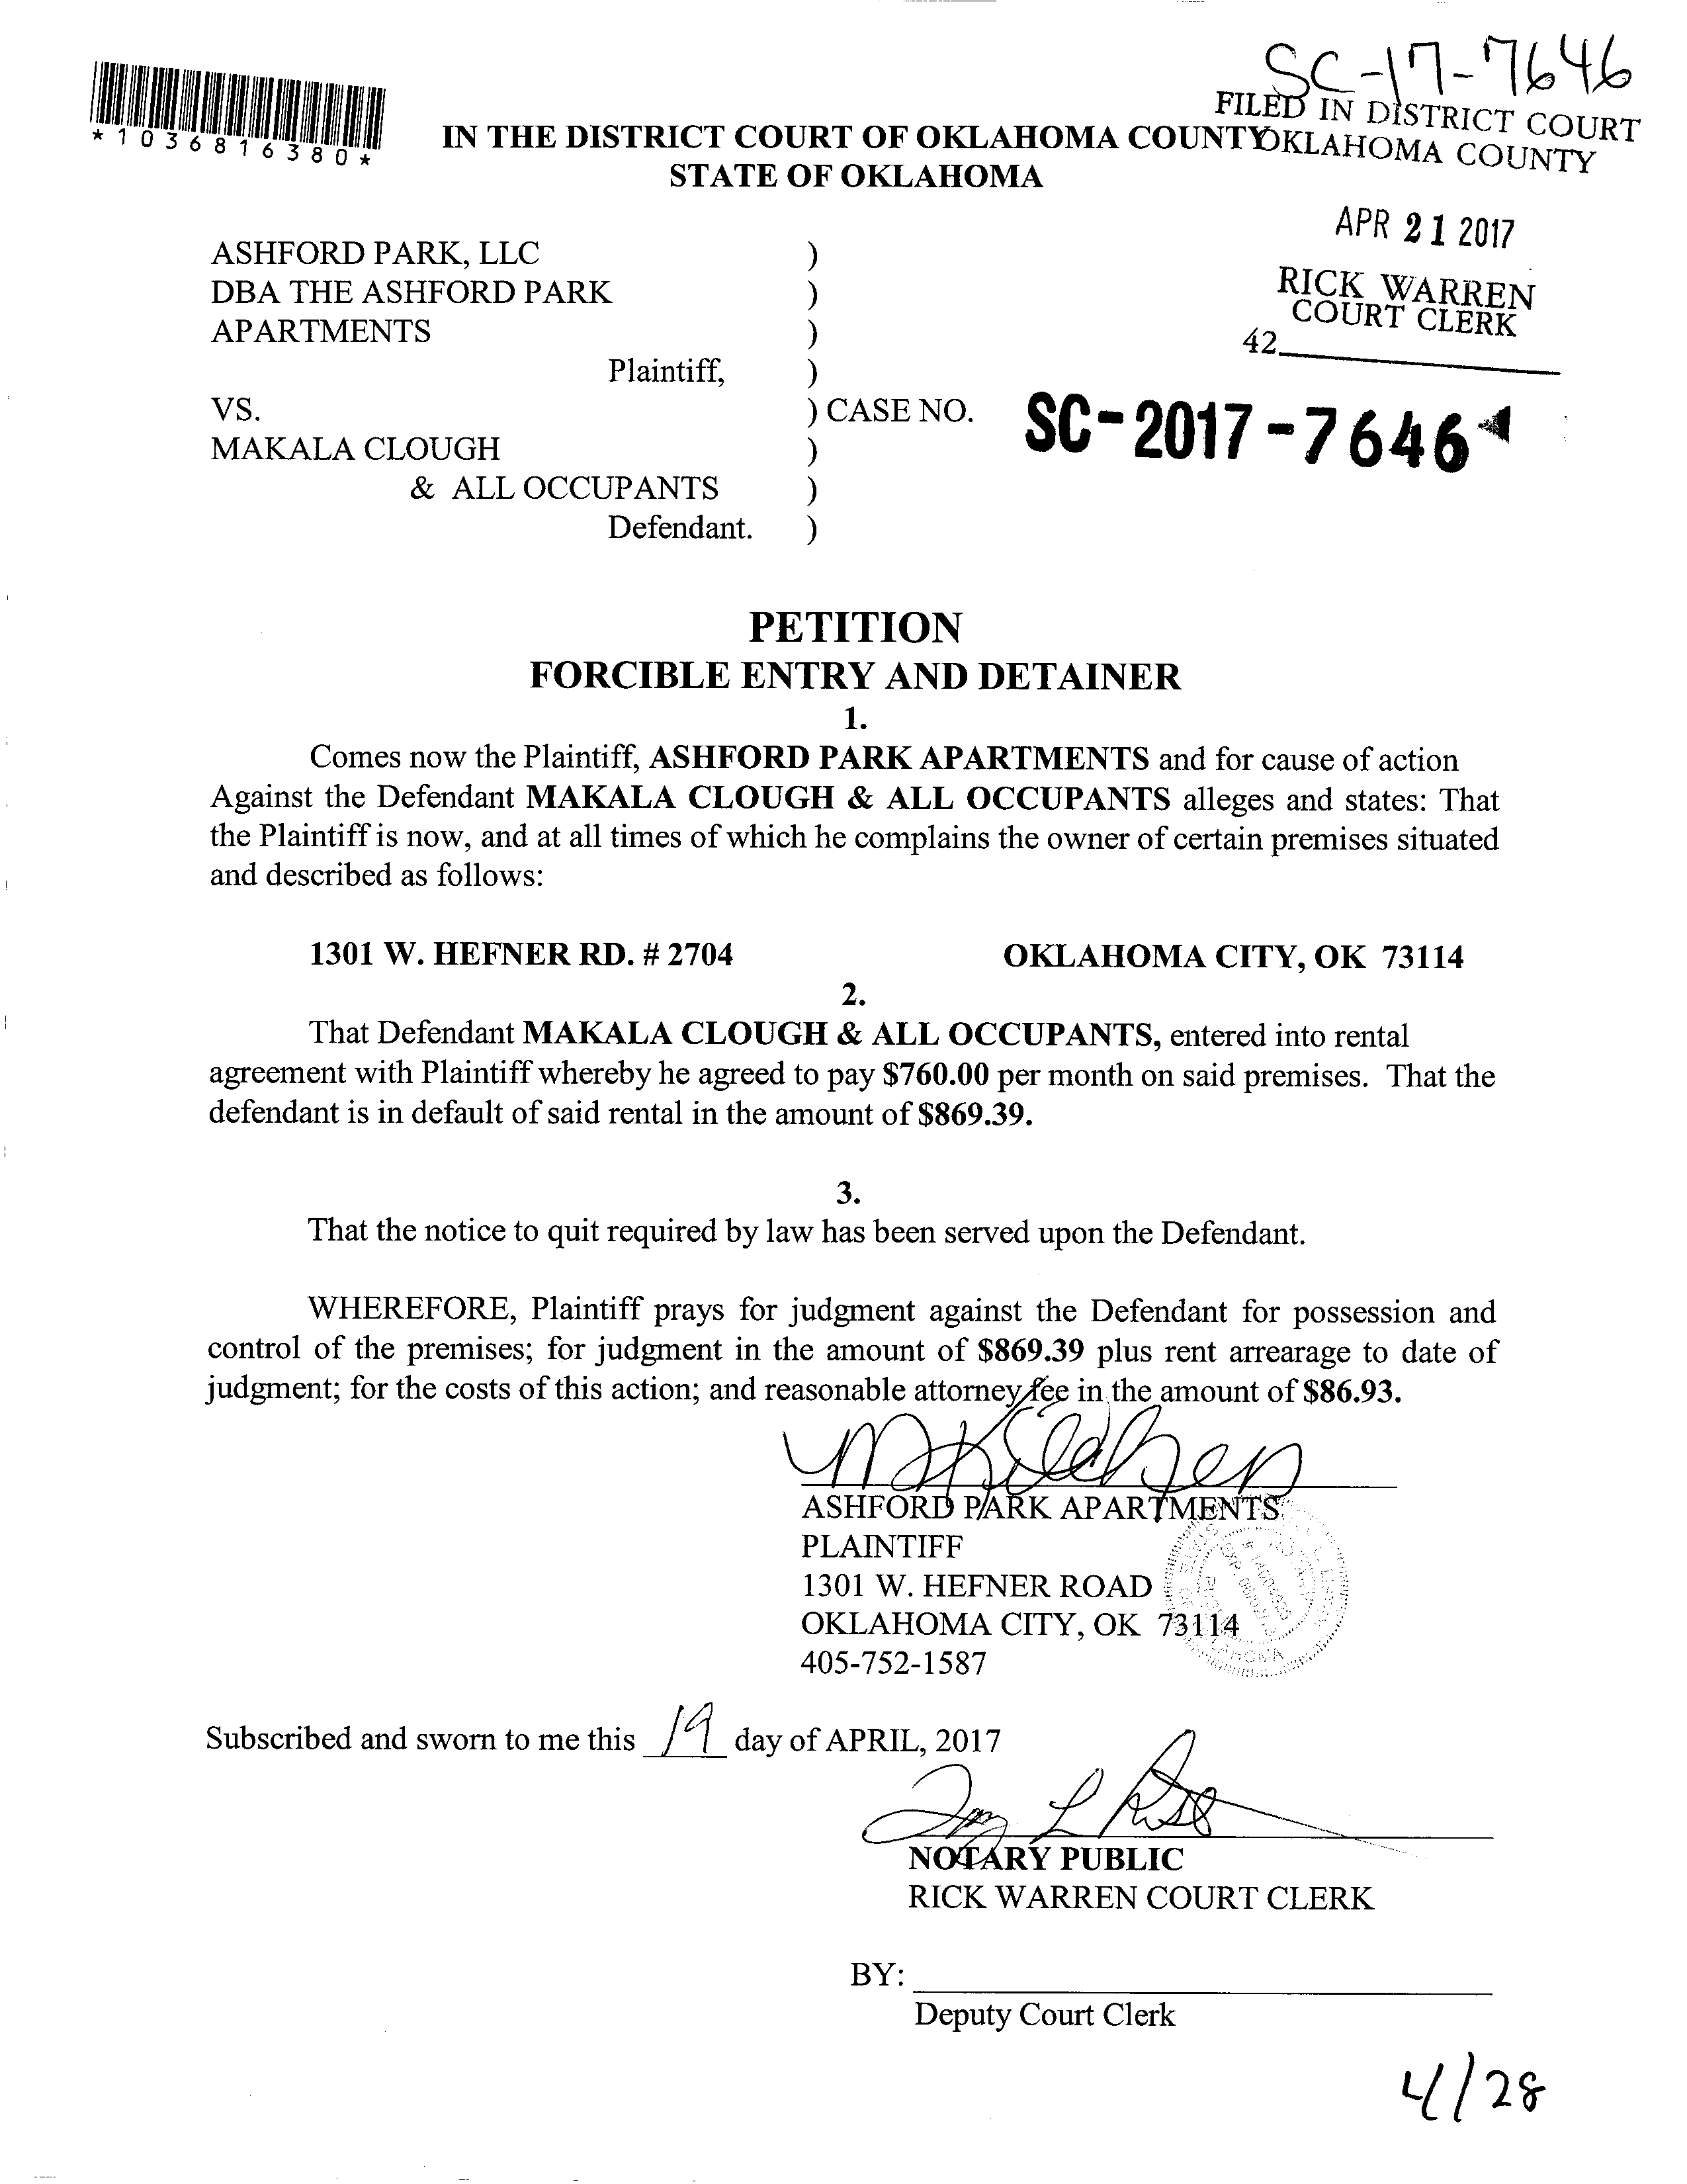 SC-17-7646
*1036816380*
FILED IN DISTRICT COURT
OKLAHOMA COUNTY
IN THE DISTRICT COURT OF OKLAHOMA COUNTY
STATE OF OKLAHOMA
APR 21 2017
RICK WARREN
COURT CLERK
42
ASHFORD PARK, LLC )
DBA THE ASHFORD PARK )
APARTMENTS )
Plaintiff, )
VS. ) CASE NO. SC-2017-7646
MAKALA CLOUGH )
& ALL OCCUPANTS )
Defendant. )
PETITION
FORCIBLE ENTRY AND DETAINER
1.
Comes now the Plaintiff, ASHFORD PARK APARTMENTS and for cause of action
Against the Defendant MAKALA CLOUGH & ALL OCCUPANTS alleges and states: That
the Plaintiff is now, and at all times of which he complains the owner of certain premises situated
and described as follows:
1301 W. HEFNER RD. # 2704 OKLAHOMA CITY, OK 73114
2.
That Defendant MAKALA CLOUGH & ALL OCCUPANTS, entered into rental
agreement with Plaintiff whereby he agreed to pay $760.00 per month on said premises. That the
defendant is in default of said rental in the amount of $869.39.
3.
That the notice to quit required by law has been served upon the Defendant.
WHEREFORE, Plaintiff prays for judgment against the Defendant for possession and
control of the premises; for judgment in the amount of $869.39 plus rent arrearage to date of
judgment; for the costs of this action; and reasonable attorney fee in the amount of $86.93.
ASHFORD PARK APARTMENTS
PLAINTIFF
1301 W. HEFNER ROAD
OKLAHOMA CITY, OK 73114
405-752-1587
Subscribed and sworn to me this 19 day of APRIL, 2017
NOTARY PUBLIC
RICK WARREN COURT CLERK
BY:
Deputy Court Clerk
4/28